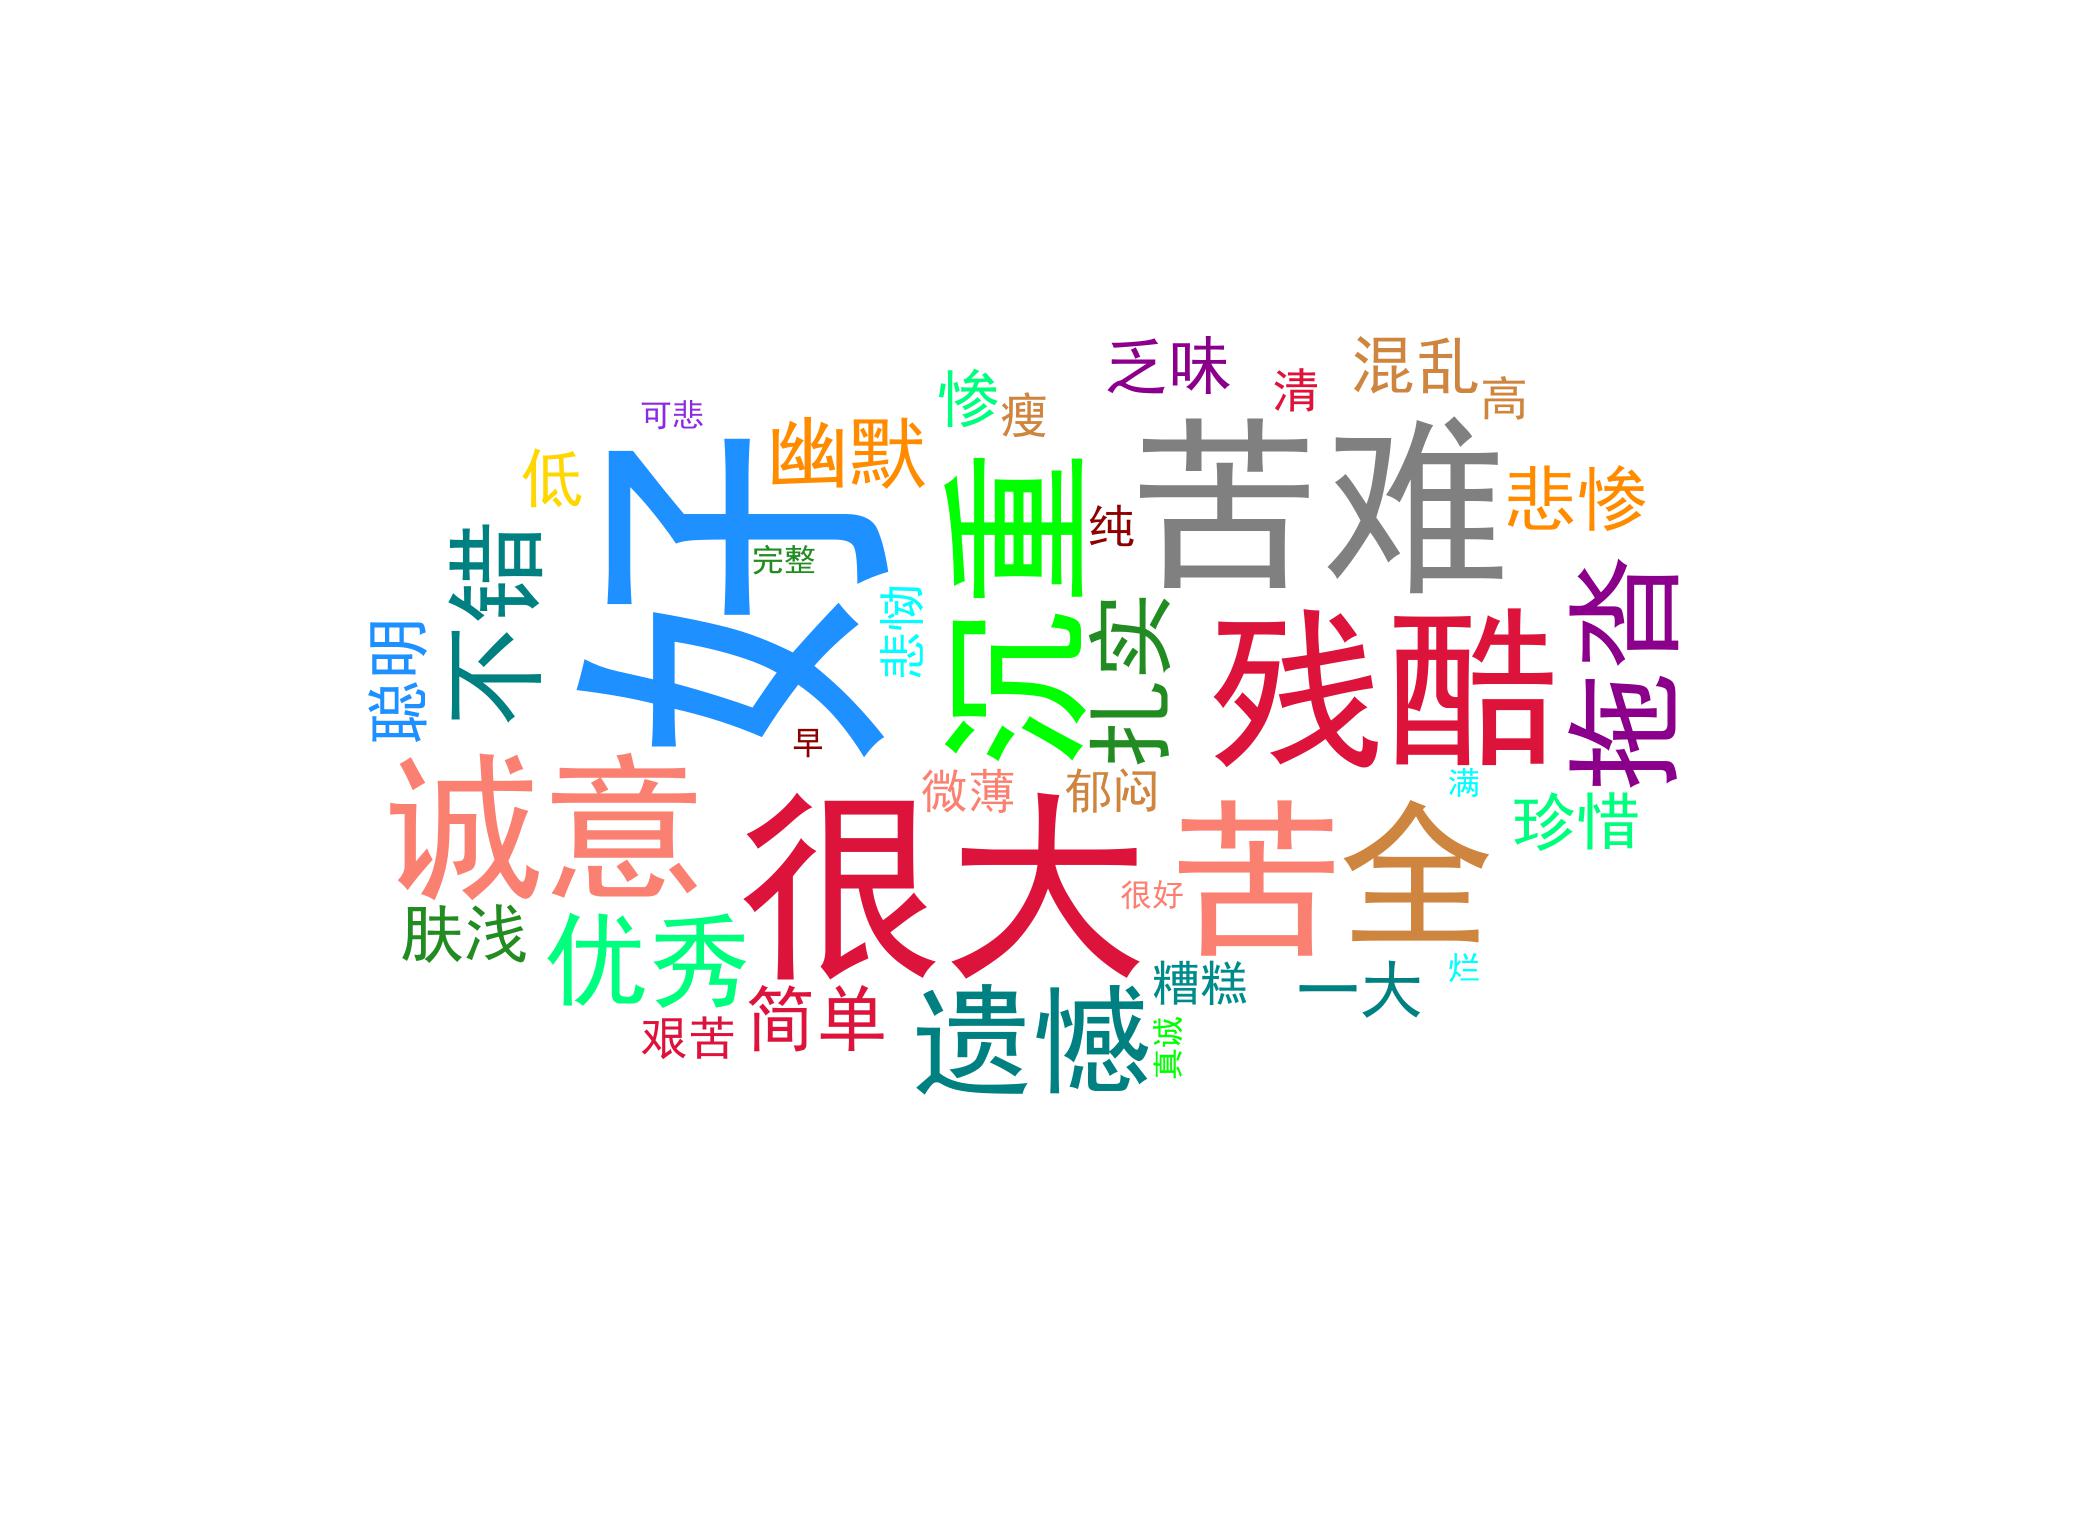 乏味
混乱
惨
清
瘦
高
可悲
幽默
低
苦难
悲惨
好
重沉
纯
完整
不错
悲恸
扎实
残酷
拖沓
聪明
早
诚意
微薄
郁闷
满
珍惜
很大
苦
全
很好
肤浅
优秀
糟糕
一大
烂
简单
艰苦
遗憾
真诚